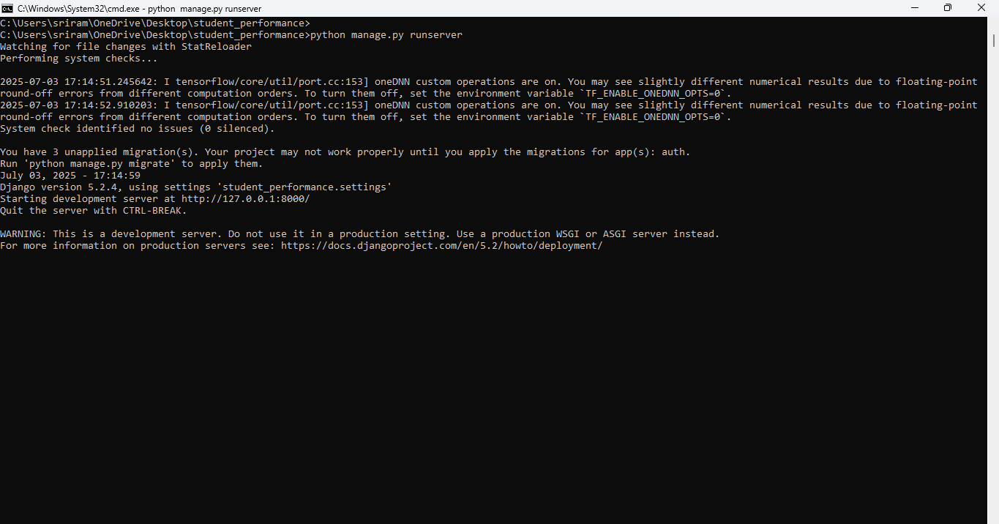 C:\Windows\System32\cmd.exe - python  manage.py runserver
C:\Users\sriram\OneDrive\Desktop\student_performance>
C:\Users\sriram\OneDrive\Desktop\student_performance>python manage.py runserver
Watching for file changes with StatReloader
Performing system checks...
2025-07-03 17:14:51.245642: I tensorflow/core/util/port.cc:153] oneDNN custom operations are on. You may see slightly different numerical results due to floating-point
round-off errors from different computation orders. To turn them off, set the environment variable `TF_ENABLE_ONEDNN_OPTS=0`.
2025-07-03 17:14:52.910203: I tensorflow/core/util/port.cc:153] oneDNN custom operations are on. You may see slightly different numerical results due to floating-point
round-off errors from different computation orders. To turn them off, set the environment variable `TF_ENABLE_ONEDNN_OPTS=0`.
System check identified no issues (0 silenced).
You have 3 unapplied migration(s). Your project may not work properly until you apply the migrations for app(s): auth.
Run 'python manage.py migrate' to apply them.
July 03, 2025 - 17:14:59
Django version 5.2.4, using settings 'student_performance.settings'
Starting development server at http://127.0.0.1:8000/
Quit the server with CTRL-BREAK.
WARNING: This is a development server. Do not use it in a production setting. Use a production WSGI or ASGI server instead.
For more information on production servers see: https://docs.djangoproject.com/en/5.2/howto/deployment/